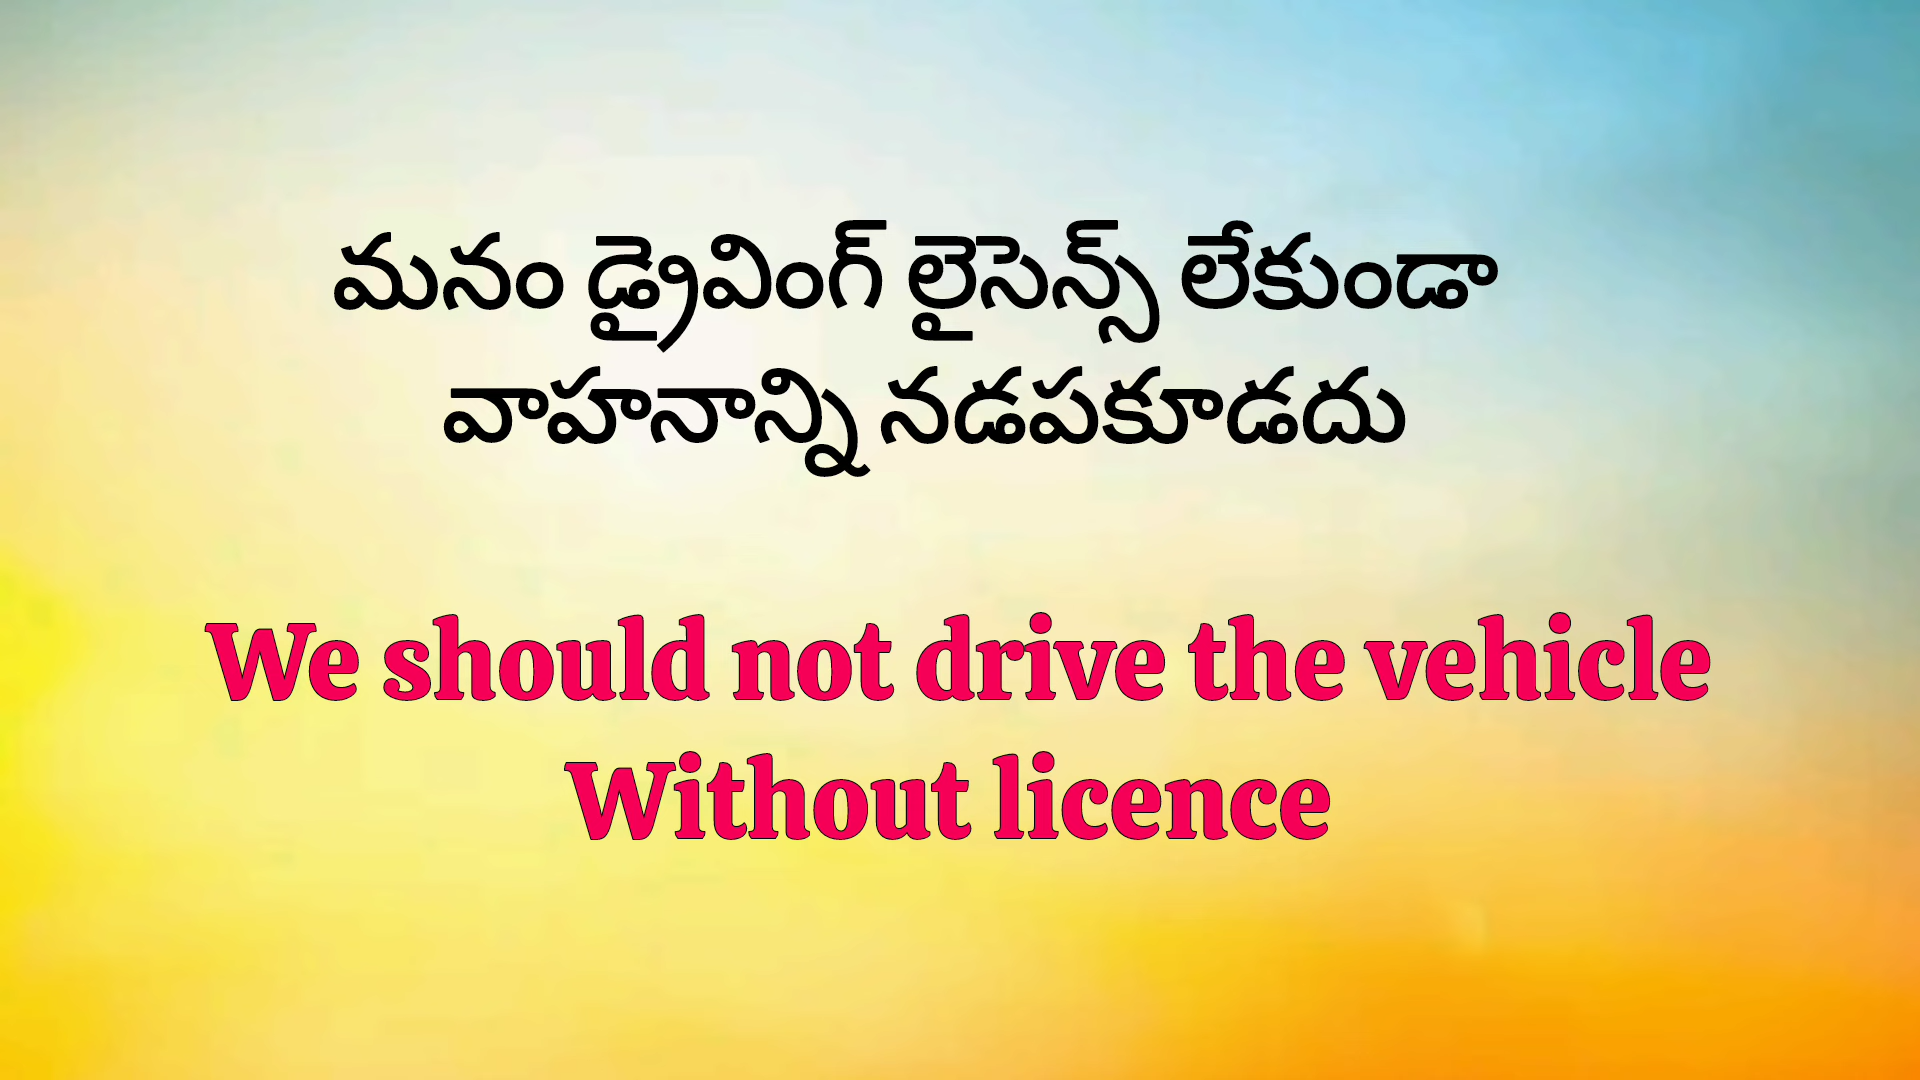 మనం డ్రైవింగ్ లైసెన్స్ లేకుండా
వాహనాన్ని నడపకూడదు
We should not drive the vehicle
Without licence